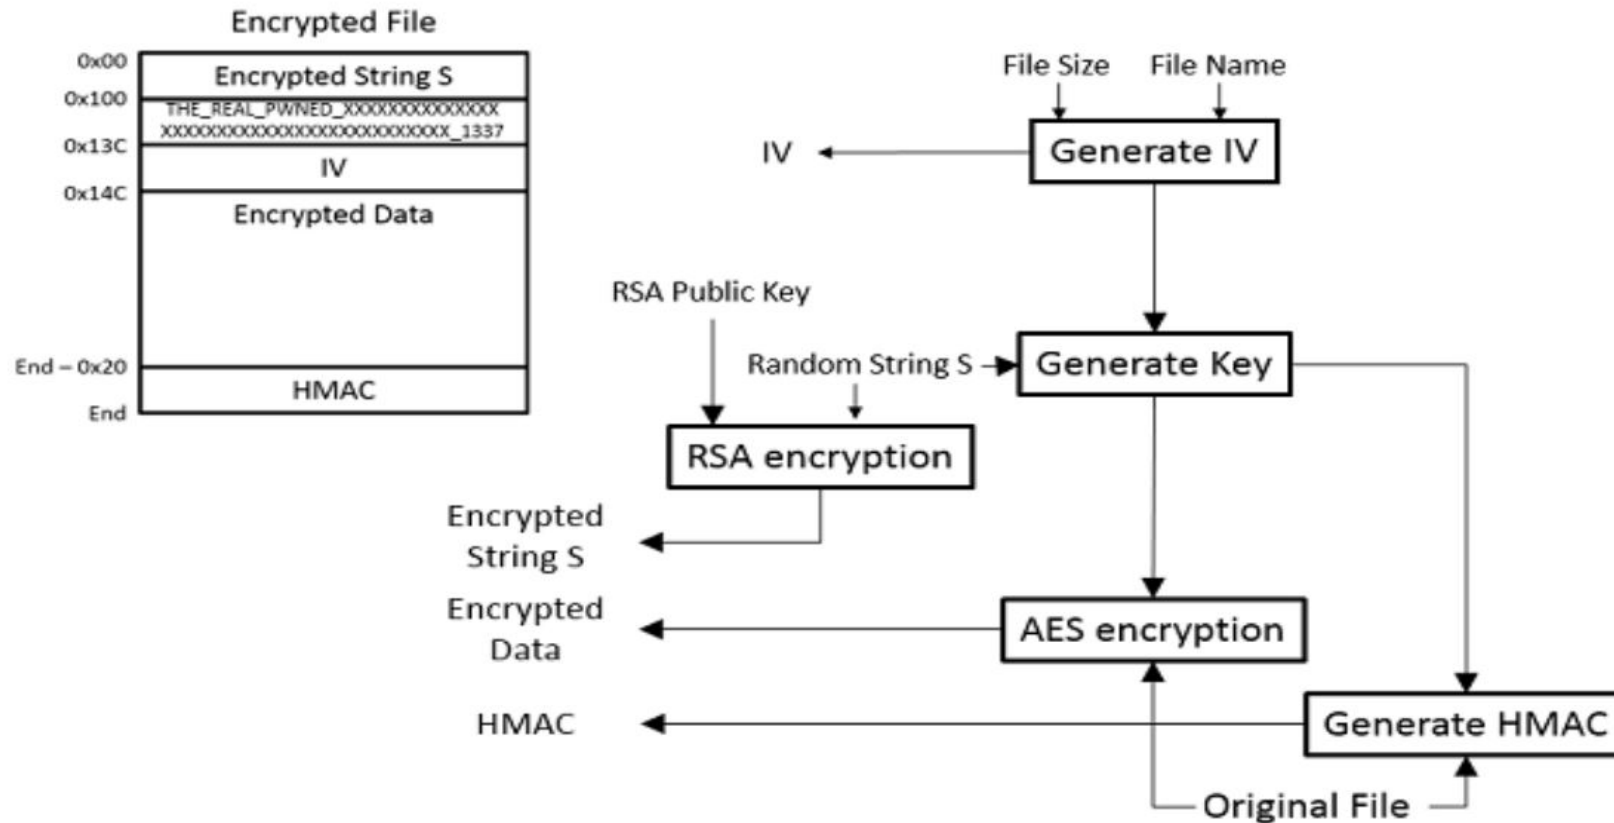 Encrypted File
0x00
Encrypted String S
0x100
THE_REAL_PWNED_XXXXXXXXXXXXXX
XXXXXXXXXXXXXXXXXXXXXXXXXX_1337
0x13C
IV
0x14C
Encrypted Data
End – 0x20
HMAC
End
File Size File Name
IV
Generate IV
RSA Public Key
Random String S
Generate Key
RSA encryption
Encrypted
String S
Encrypted
Data
AES encryption
HMAC
Generate HMAC
Original File